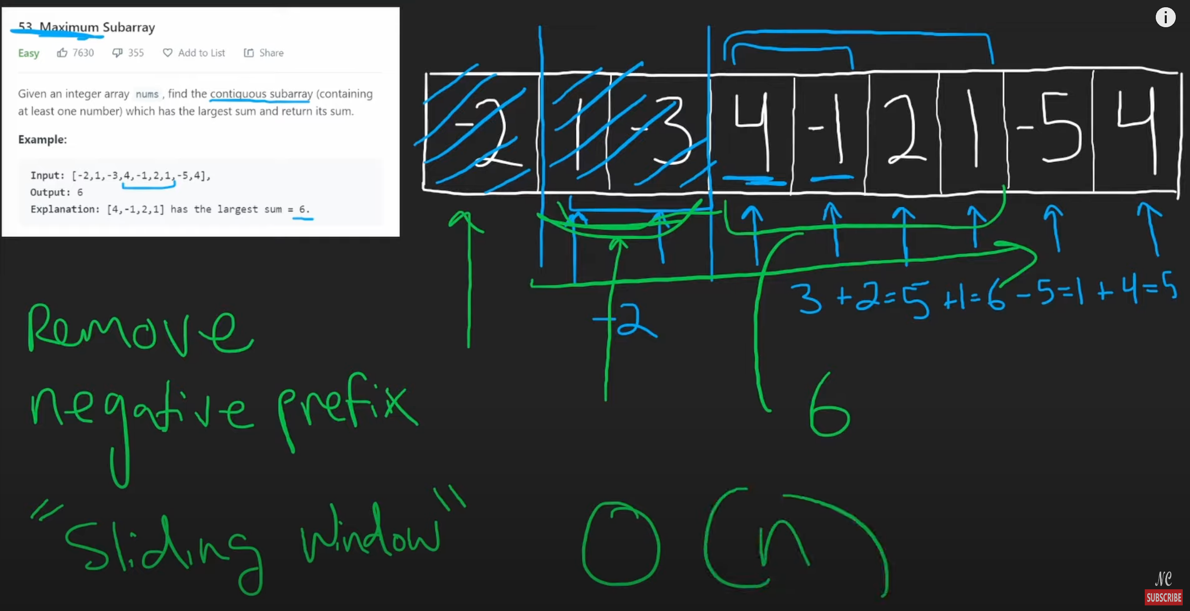 53. Maximum Subarray
Easy 7630 355 Add to List Share
Given an integer array nums , find the contiguous subarray (containing
at least one number) which has the largest sum and return its sum.
Example:
Input: [-2,1,-3,4,-1,2,1,-5,4],
Output: 6
Explanation: [4,-1,2,1] has the largest sum = 6.
i
-2 1 -3 4 -1 2 1 -5 4
3 + 2 = 5 + 1 = 6 - 5 = 1 + 4 = 5
-2
Remove
negative prefix
6
"Sliding Window"
O(n)
NC
SUBSCRIBE